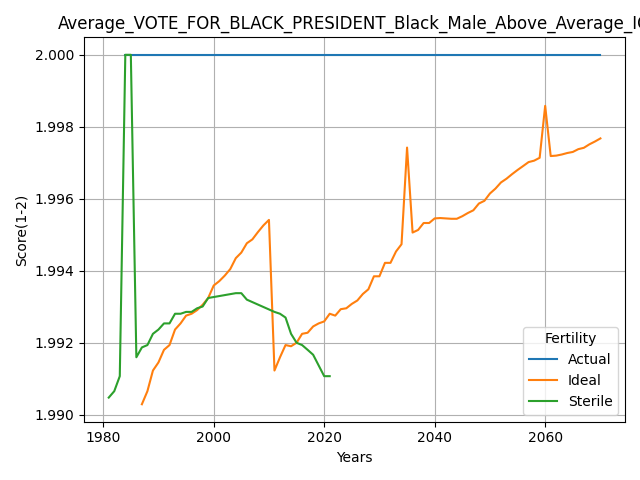 Average_VOTE_FOR_BLACK_PRESIDENT_Black_Male_Above_Average_IQ
2.000
1.998
1.996
1.994
1.992
1.990
Score(1-2)
1980 2000 2020 2040 2060
Years
Fertility
Actual
Ideal
Sterile